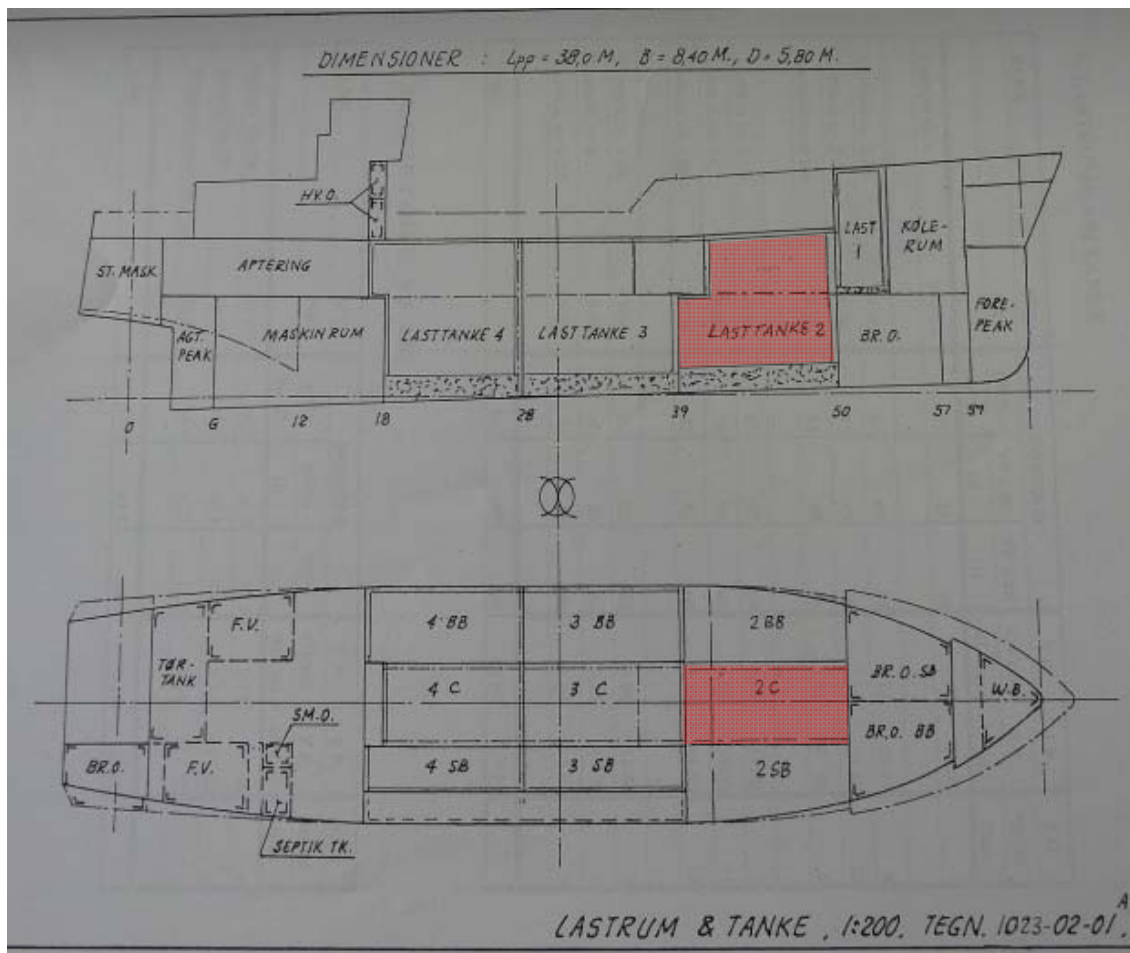 DIMENSIONER : Lpp = 38,0 M, B = 8,40 M., D = 5,80 M.
HV.O.
ST. MASK.
APTERING
LAST 1
KØLE-
RUM
AGT.
PEAK
MASKINRUM
LASTTANKE 4
LASTTANKE 3
LASTTANKE 2
BR. O.
FORE-
PEAK
0 6 12 18 28 39 50 57 59
F.V.
4 BB
3 BB
2 BB
TØR-
TANK
BR. O. SB
4 C
3 C
2 C
W.B.
SM.O.
BR.O. BB
BR.O.
F.V.
4 SB
3 SB
2 SB
SEPTIK TK.
LASTRUM & TANKE , 1:200. TEGN. 1023-02-01 A.